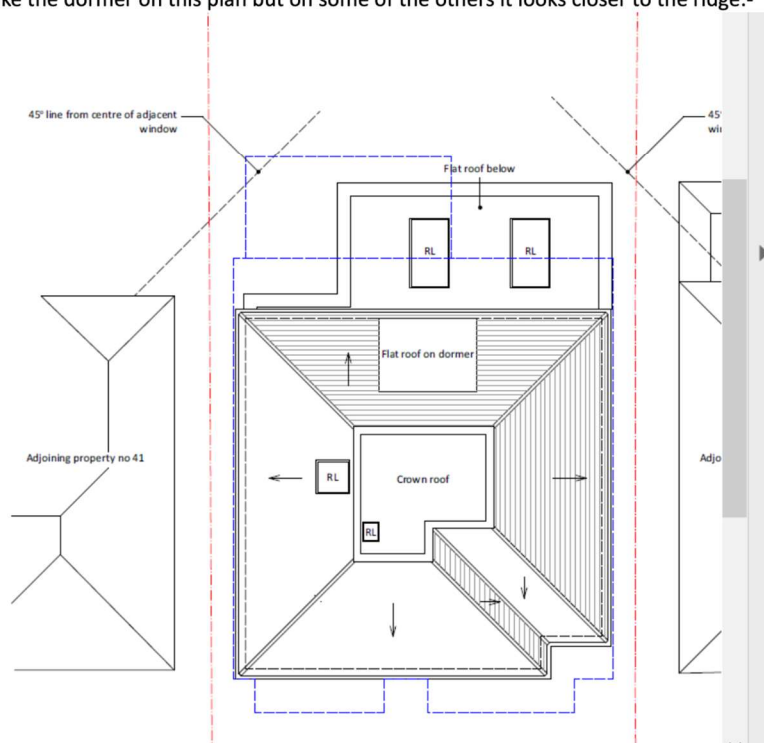 ke the dormer on this plan but on some of the others it looks closer to the ridge:-
45° line from centre of adjacent
window
45°
wi
Flat roof below
RL
RL
Flat roof on dormer
Adjoining property no 41
RL
Crown roof
Adjo
RL